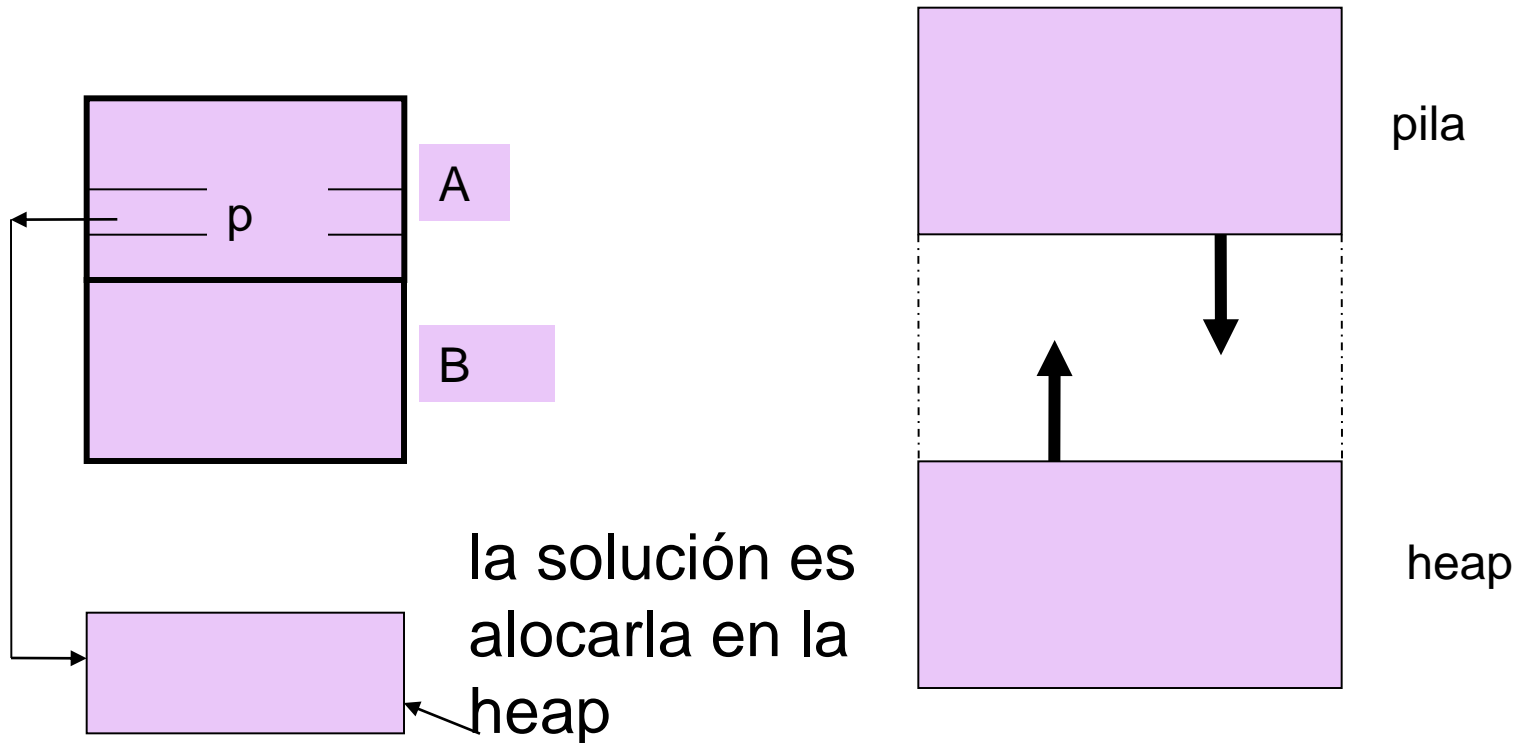 A
p
B
la solución es
alocarla en la
heap
pila
heap